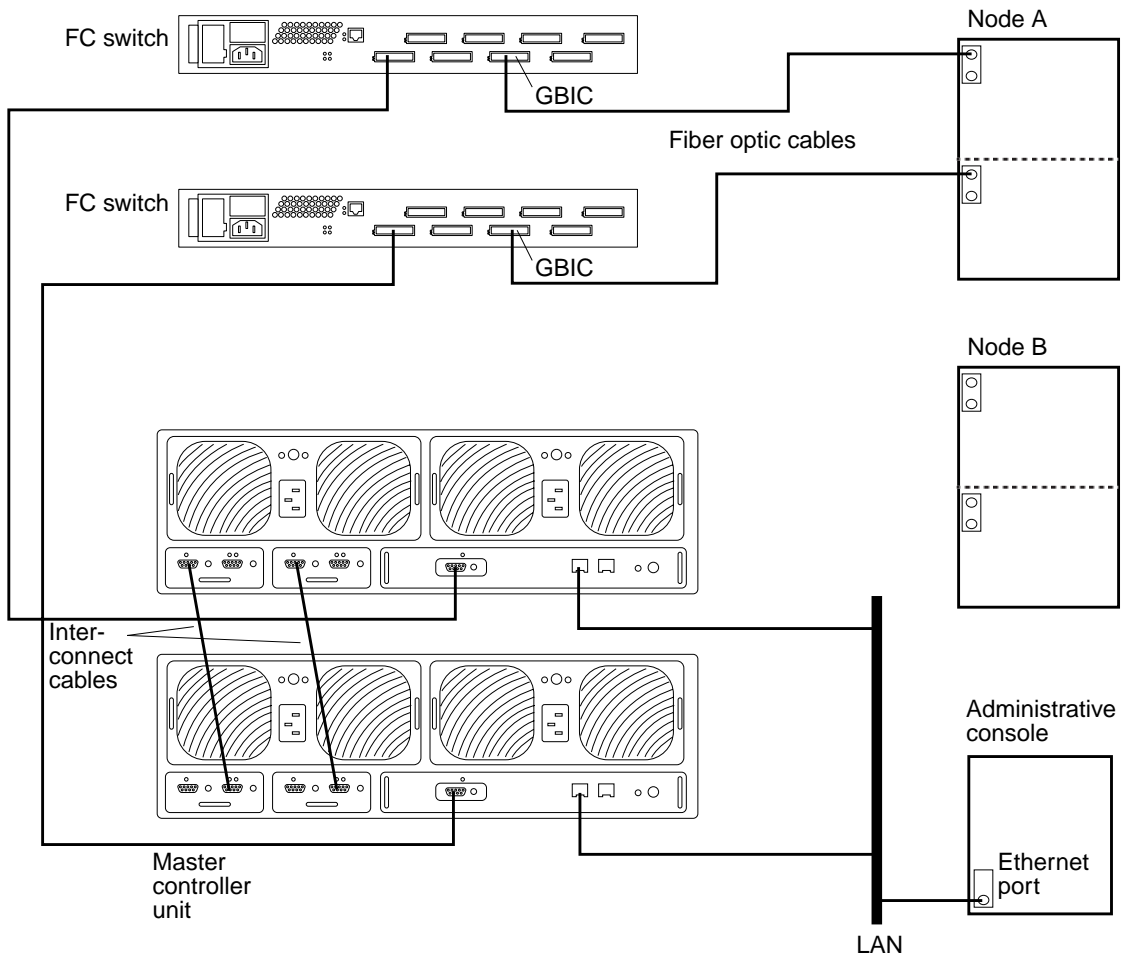 Node A
FC switch
GBIC
Fiber optic cables
FC switch
GBIC
Node B
Inter-
connect
cables
Administrative
console
Master
controller
unit
Ethernet
port
LAN